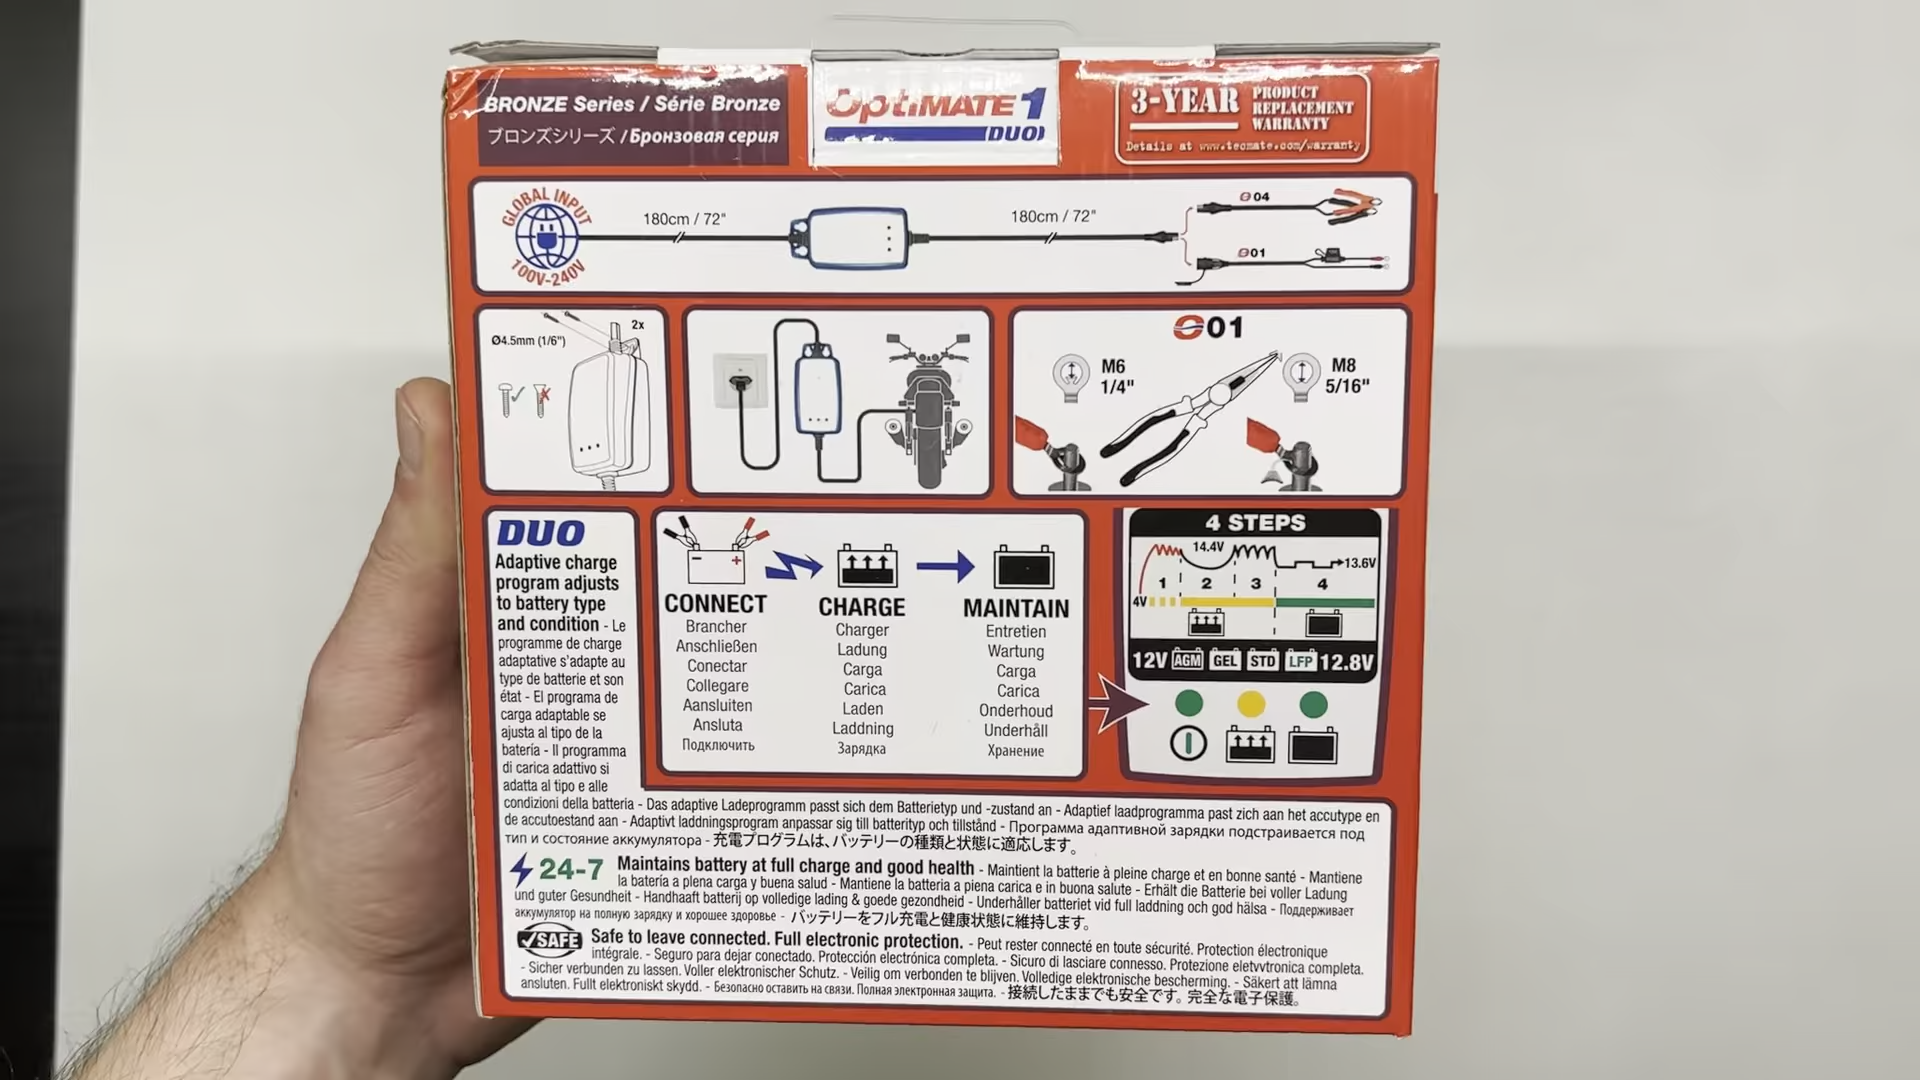 BRONZE Series / Série Bronze
ブロンズシリーズ / Бронзовая серия
OptiMATE 1
DUO
3-YEAR PRODUCT REPLACEMENT WARRANTY
Details at www.tecmate.com/warranty
GLOBAL INPUT
100V-240V
180cm / 72"
180cm / 72"
04
01
Ø4.5mm (1/6")
2x
01
M6
1/4"
M8
5/16"
DUO
Adaptive charge
program adjusts
to battery type
and condition - Le
programme de charge
adaptative s'adapte au
type de batterie et son
état - El programa de
carga adaptable se
ajusta al tipo de la
batería - Il programma
di carica adattivo si
adatta al tipo e alle
condizioni della batteria - Das adaptive Ladeprogramm passt sich dem Batterietyp und -zustand an - Adaptief laadprogramma past zich aan het accutype en
de accutoestand aan - Adaptivt laddningsprogram anpassar sig till batterityp och tillstånd - Программа адаптивной зарядки подстраивается под
тип и состояние аккумулятора - 充電プログラムは、バッテリーの種類と状態に適応します。
CONNECT
Brancher
Anschließen
Conectar
Collegare
Aansluiten
Ansluta
Подключить
CHARGE
Charger
Ladung
Carga
Carica
Laden
Laddning
Зарядка
MAINTAIN
Entretien
Wartung
Carga
Carica
Onderhoud
Underhåll
Хранение
4 STEPS
14.4V
13.6V
1 2 3 4
4V
12V AGM GEL STD LFP 12.8V
24-7 Maintains battery at full charge and good health - Maintient la batterie à pleine charge et en bonne santé - Mantiene
la batería a plena carga y buena salud - Mantiene la batteria a piena carica e in buona salute - Erhält die Batterie bei voller Ladung
und guter Gesundheit - Handhaaft batterij op volledige lading & goede gezondheid - Underhåller batteriet vid full laddning och god hälsa - Поддерживает
аккумулятор на полную зарядку и хорошее здоровье - バッテリーをフル充電と健康状態に維持します。
SAFE Safe to leave connected. Full electronic protection. - Peut rester connecté en toute sécurité. Protection électronique
intégrale. - Seguro para dejar conectado. Protección electrónica completa. - Sicuro di lasciare connesso. Protezione eletvvtronica completa.
- Sicher verbunden zu lassen. Voller elektronischer Schutz. - Veilig om verbonden te blijven. Volledige elektronische bescherming. - Säkert att lämna
ansluten. Fullt elektroniskt skydd. - Безопасно оставить на связи. Полная электронная защита. - 接続したままでも安全です。完全な電子保護。